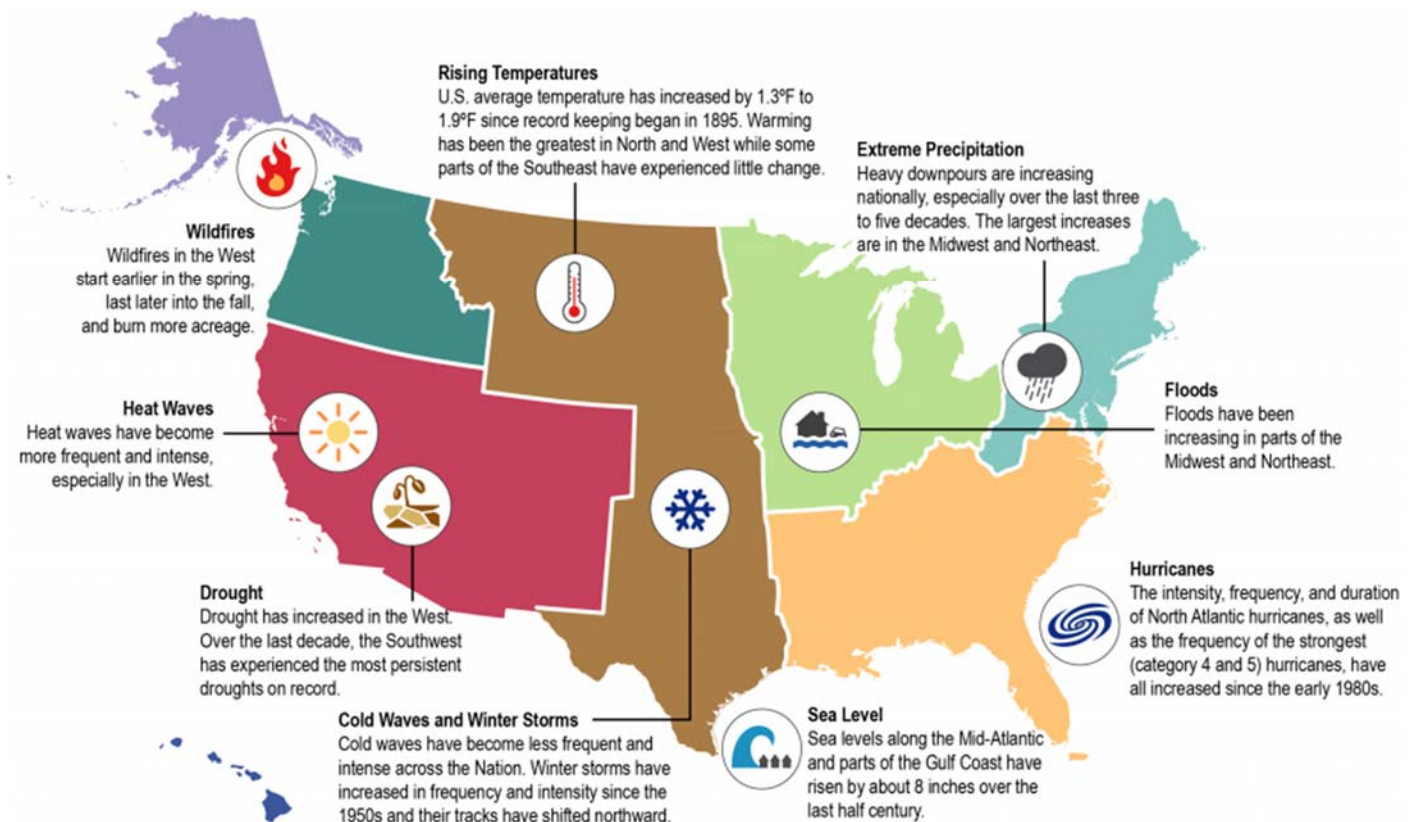 Rising Temperatures
U.S. average temperature has increased by 1.3ºF to
1.9ºF since record keeping began in 1895. Warming
has been the greatest in North and West while some
parts of the Southeast have experienced little change.
Extreme Precipitation
Heavy downpours are increasing
nationally, especially over the last three
to five decades. The largest increases
are in the Midwest and Northeast.
Wildfires
Wildfires in the West
start earlier in the spring,
last later into the fall,
and burn more acreage.
Heat Waves
Heat waves have become
more frequent and intense,
especially in the West.
Floods
Floods have been
increasing in parts of the
Midwest and Northeast.
Drought
Drought has increased in the West.
Over the last decade, the Southwest
has experienced the most persistent
droughts on record.
Hurricanes
The intensity, frequency, and duration
of North Atlantic hurricanes, as well
as the frequency of the strongest
(category 4 and 5) hurricanes, have
all increased since the early 1980s.
Cold Waves and Winter Storms
Cold waves have become less frequent and
intense across the Nation. Winter storms have
increased in frequency and intensity since the
1950s and their tracks have shifted northward.
Sea Level
Sea levels along the Mid-Atlantic
and parts of the Gulf Coast have
risen by about 8 inches over the
last half century.